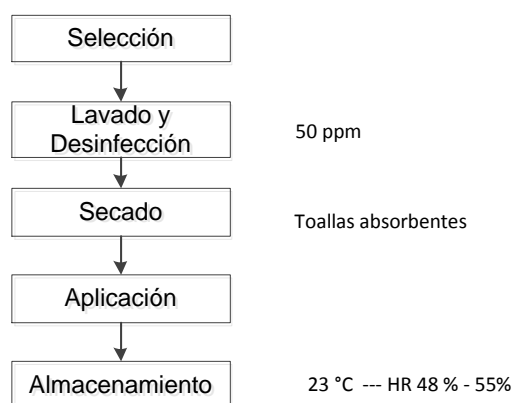 Selección
Lavado y
Desinfección
50 ppm
Secado
Toallas absorbentes
Aplicación
Almacenamiento
23 °C --- HR 48 % - 55%